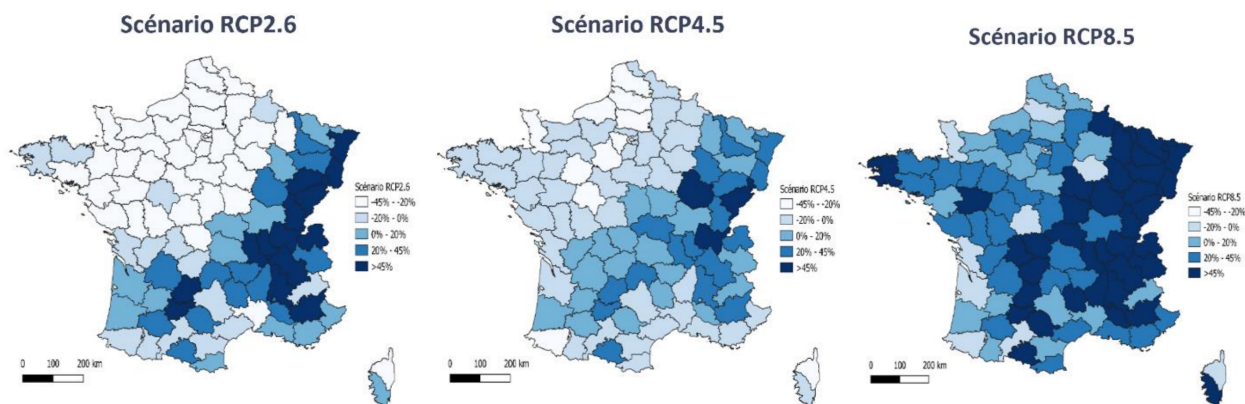 Scénario RCP2.6
Scénario RCP4.5
Scénario RCP8.5
Scénario RCP2.6
-45% - -20%
-20% - 0%
0% - 20%
20% - 45%
>45%
0 100 200 km
Scénario RCP4.5
-45% - -20%
-20% - 0%
0% - 20%
20% - 45%
>45%
0 100 200 km
Scénario RCP8.5
-45% - -20%
-20% - 0%
0% - 20%
20% - 45%
>45%
0 100 200 km